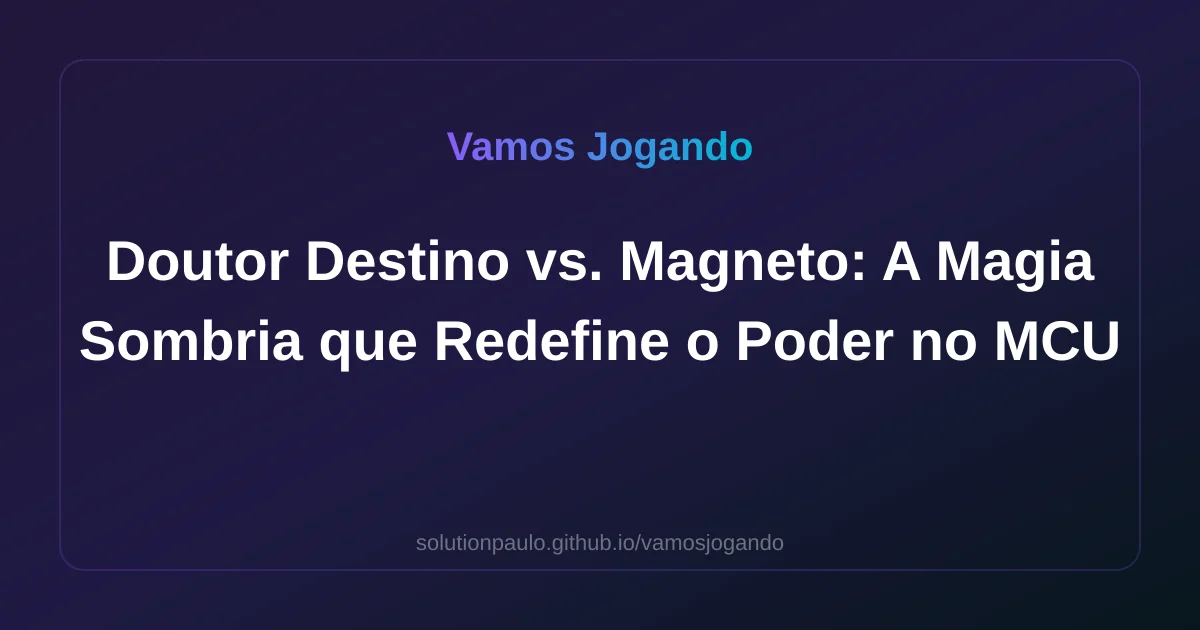 Vamos Jogando
Doutor Destino vs. Magneto: A Magia
Sombria que Redefine o Poder no MCU
solutionpaulo.github.io/vamosjogando